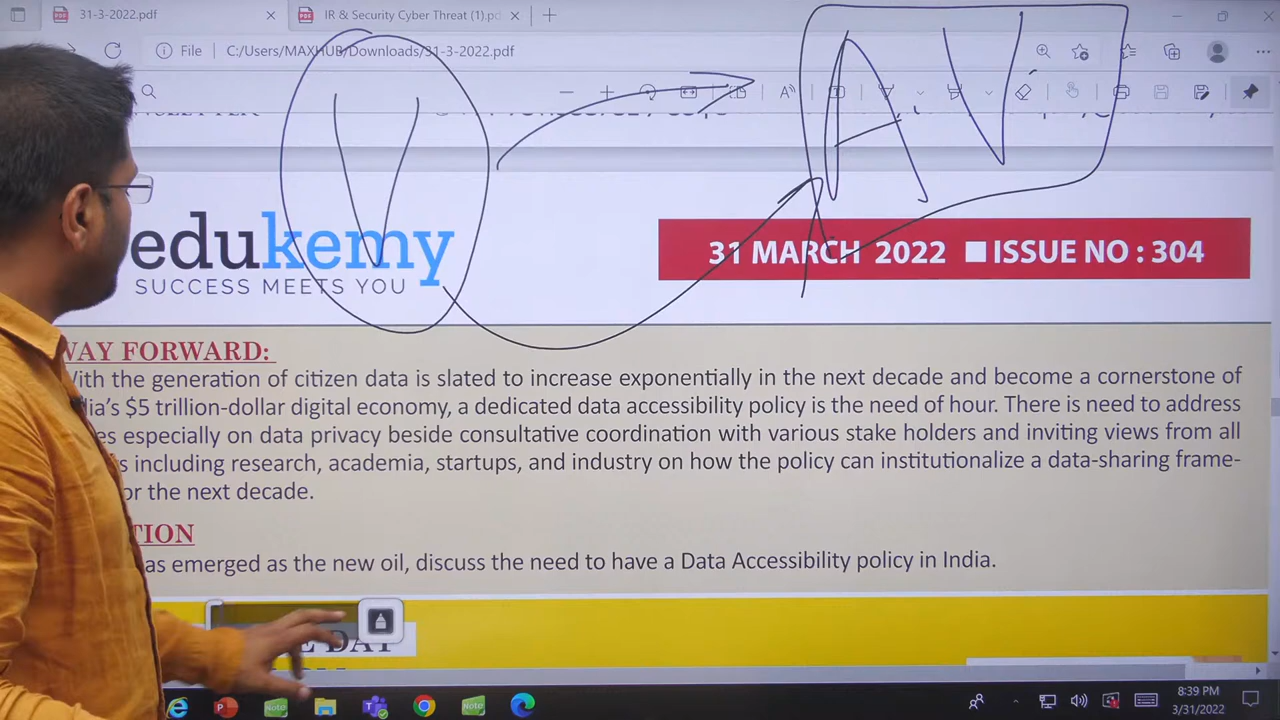 31-3-2022.pdf
IR & Security Cyber Threat (1).pd
File C:/Users/MAXHUB/Downloads/31-3-2022.pdf
V
A.V.
edukemy
SUCCESS MEETS YOU
31 MARCH 2022 ■ ISSUE NO : 304
WAY FORWARD:
With the generation of citizen data is slated to increase exponentially in the next decade and become a cornerstone of
$5 trillion-dollar digital economy, a dedicated data accessibility policy is the need of hour. There is need to address
especially on data privacy beside consultative coordination with various stake holders and inviting views from all
including research, academia, startups, and industry on how the policy can institutionalize a data-sharing frame-
for the next decade.
as emerged as the new oil, discuss the need to have a Data Accessibility policy in India.
DAY
8:39 PM
3/31/2022